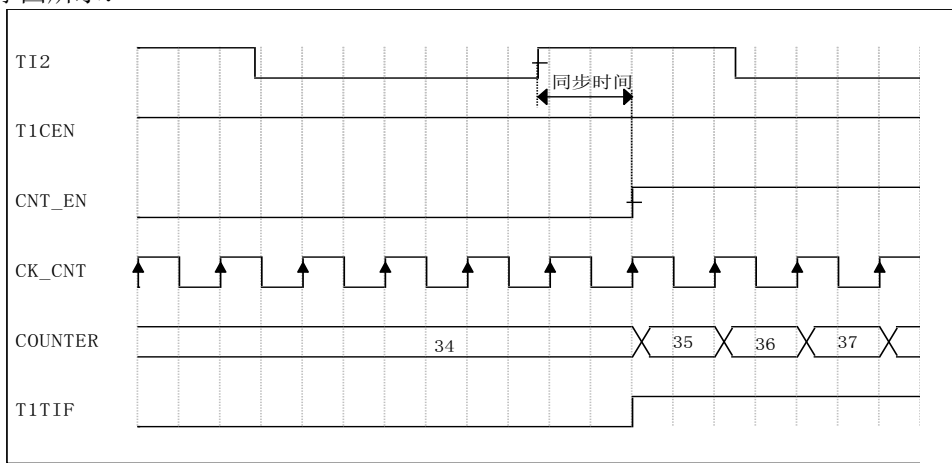 TI2
同步时间
T1CEN
CNT_EN
CK_CNT
COUNTER
34
35
36
37
T1TIF